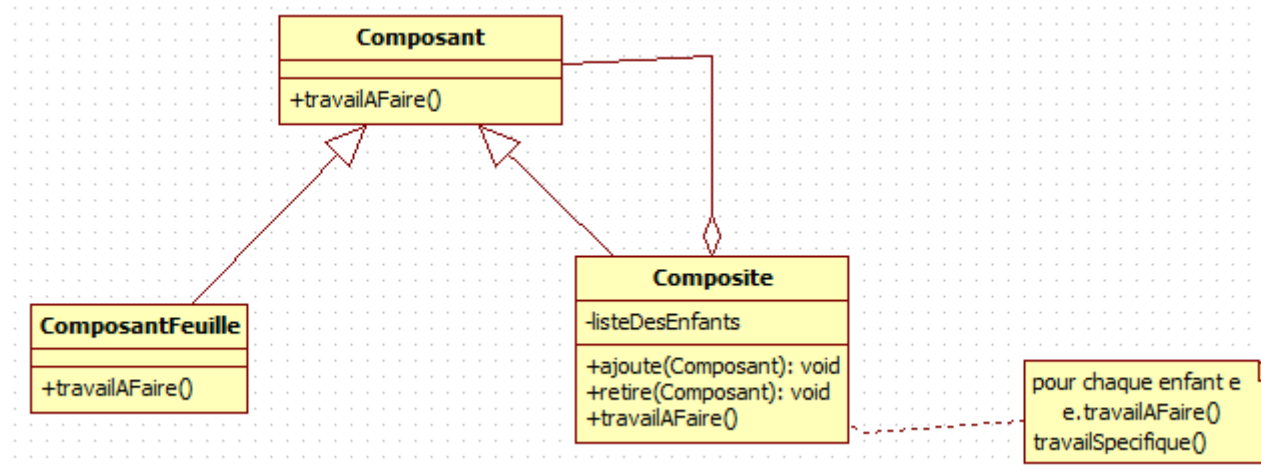 Composant
+travailAFaire()
ComposantFeuille
+travailAFaire()
Composite
-listeDesEnfants
+ajoute(Composant): void
+retire(Composant): void
+travailAFaire()
pour chaque enfant e
e.travailAFaire()
travailSpecifique()